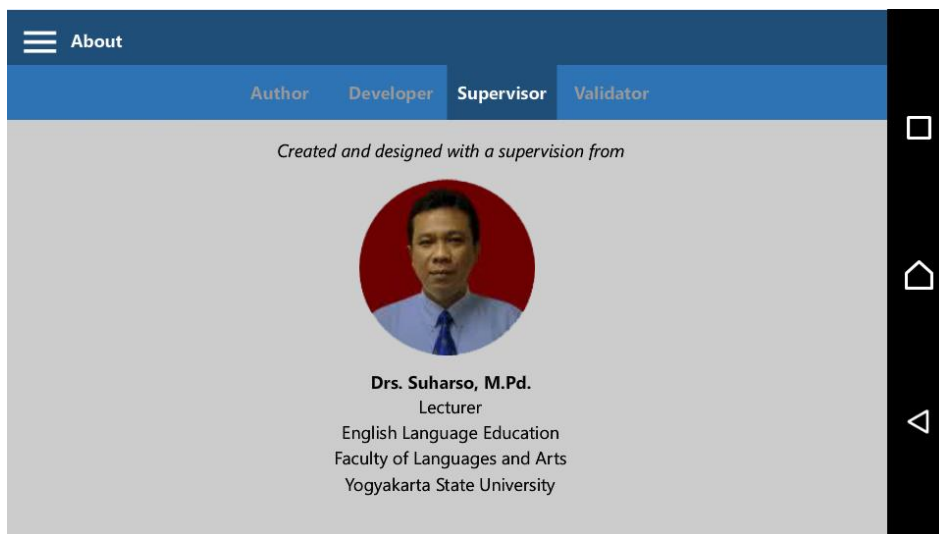 About
Author Developer Supervisor Validator
Created and designed with a supervision from
Drs. Suharso, M.Pd.
Lecturer
English Language Education
Faculty of Languages and Arts
Yogyakarta State University